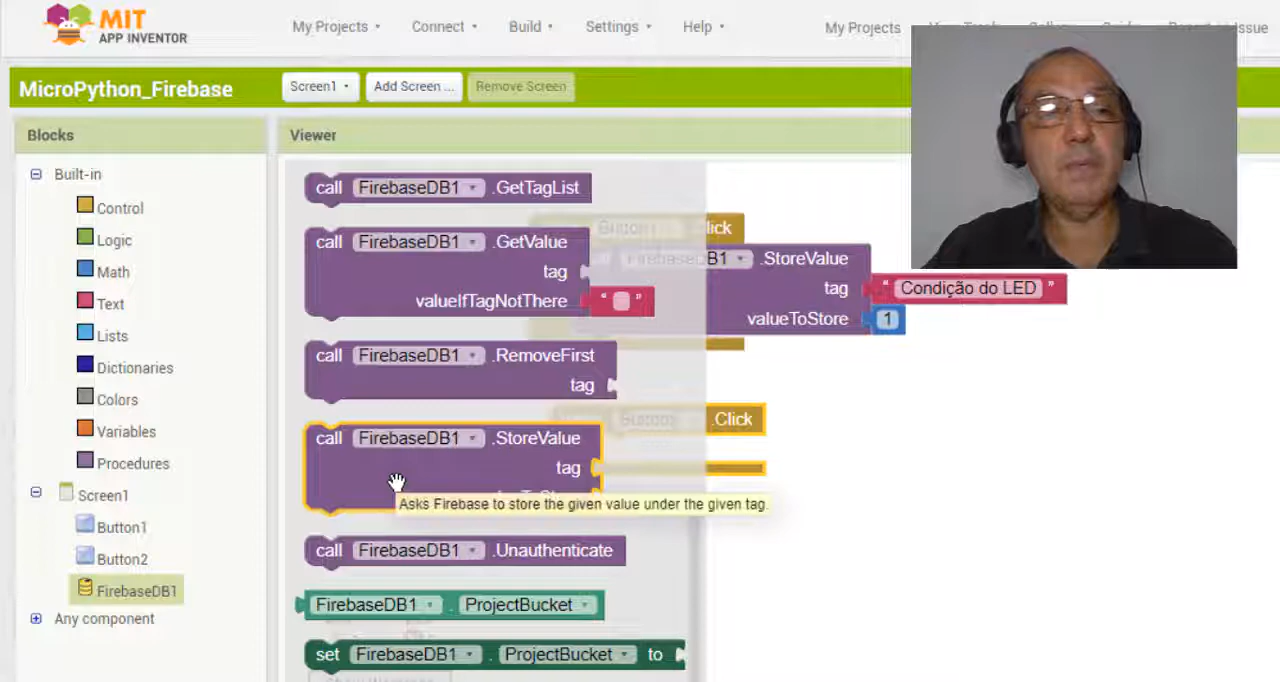 MIT
APP INVENTOR
My Projects
Connect
Build
Settings
Help
My Projects
Issue
MicroPython_Firebase
Screen1
Add Screen ...
Remove Screen
Blocks
Viewer
Built-in
Control
Logic
Math
Text
Lists
Dictionaries
Colors
Variables
Procedures
Screen1
Button1
Button2
FirebaseDB1
Any component
call FirebaseDB1 .GetTagList
call FirebaseDB1 .GetValue
tag
valueIfTagNotThere " "
call FirebaseDB1 .RemoveFirst
tag
call FirebaseDB1 .StoreValue
tag
Asks Firebase to store the given value under the given tag.
call FirebaseDB1 .Unauthenticate
FirebaseDB1 . ProjectBucket
set FirebaseDB1 . ProjectBucket to
lick
FirebaseDB1 .StoreValue
tag " Condição do LED "
valueToStore 1
.Click